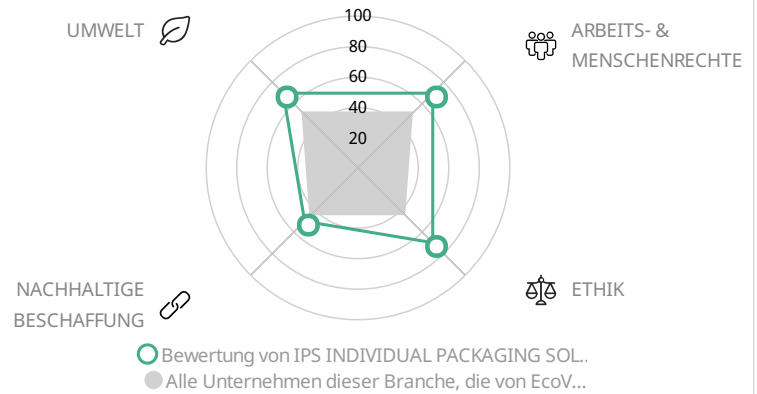 UMWELT
ARBEITS- &
MENSCHENRECHTE
100
80
60
40
20
NACHHALTIGE
BESCHAFFUNG
ETHIK
Bewertung von IPS INDIVIDUAL PACKAGING SOL..
Alle Unternehmen dieser Branche, die von EcoV...